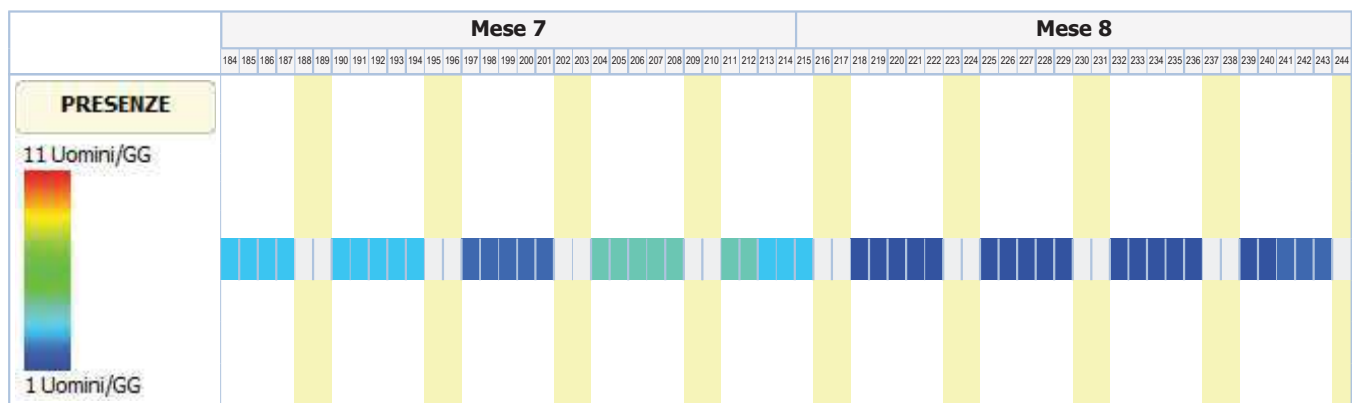 Mese 7 Mese 8
184 185 186 187 188 189 190 191 192 193 194 195 196 197 198 199 200 201 202 203 204 205 206 207 208 209 210 211 212 213 214 215 216 217 218 219 220 221 222 223 224 225 226 227 228 229 230 231 232 233 234 235 236 237 238 239 240 241 242 243 244
PRESENZE
11 Uomini/GG
1 Uomini/GG